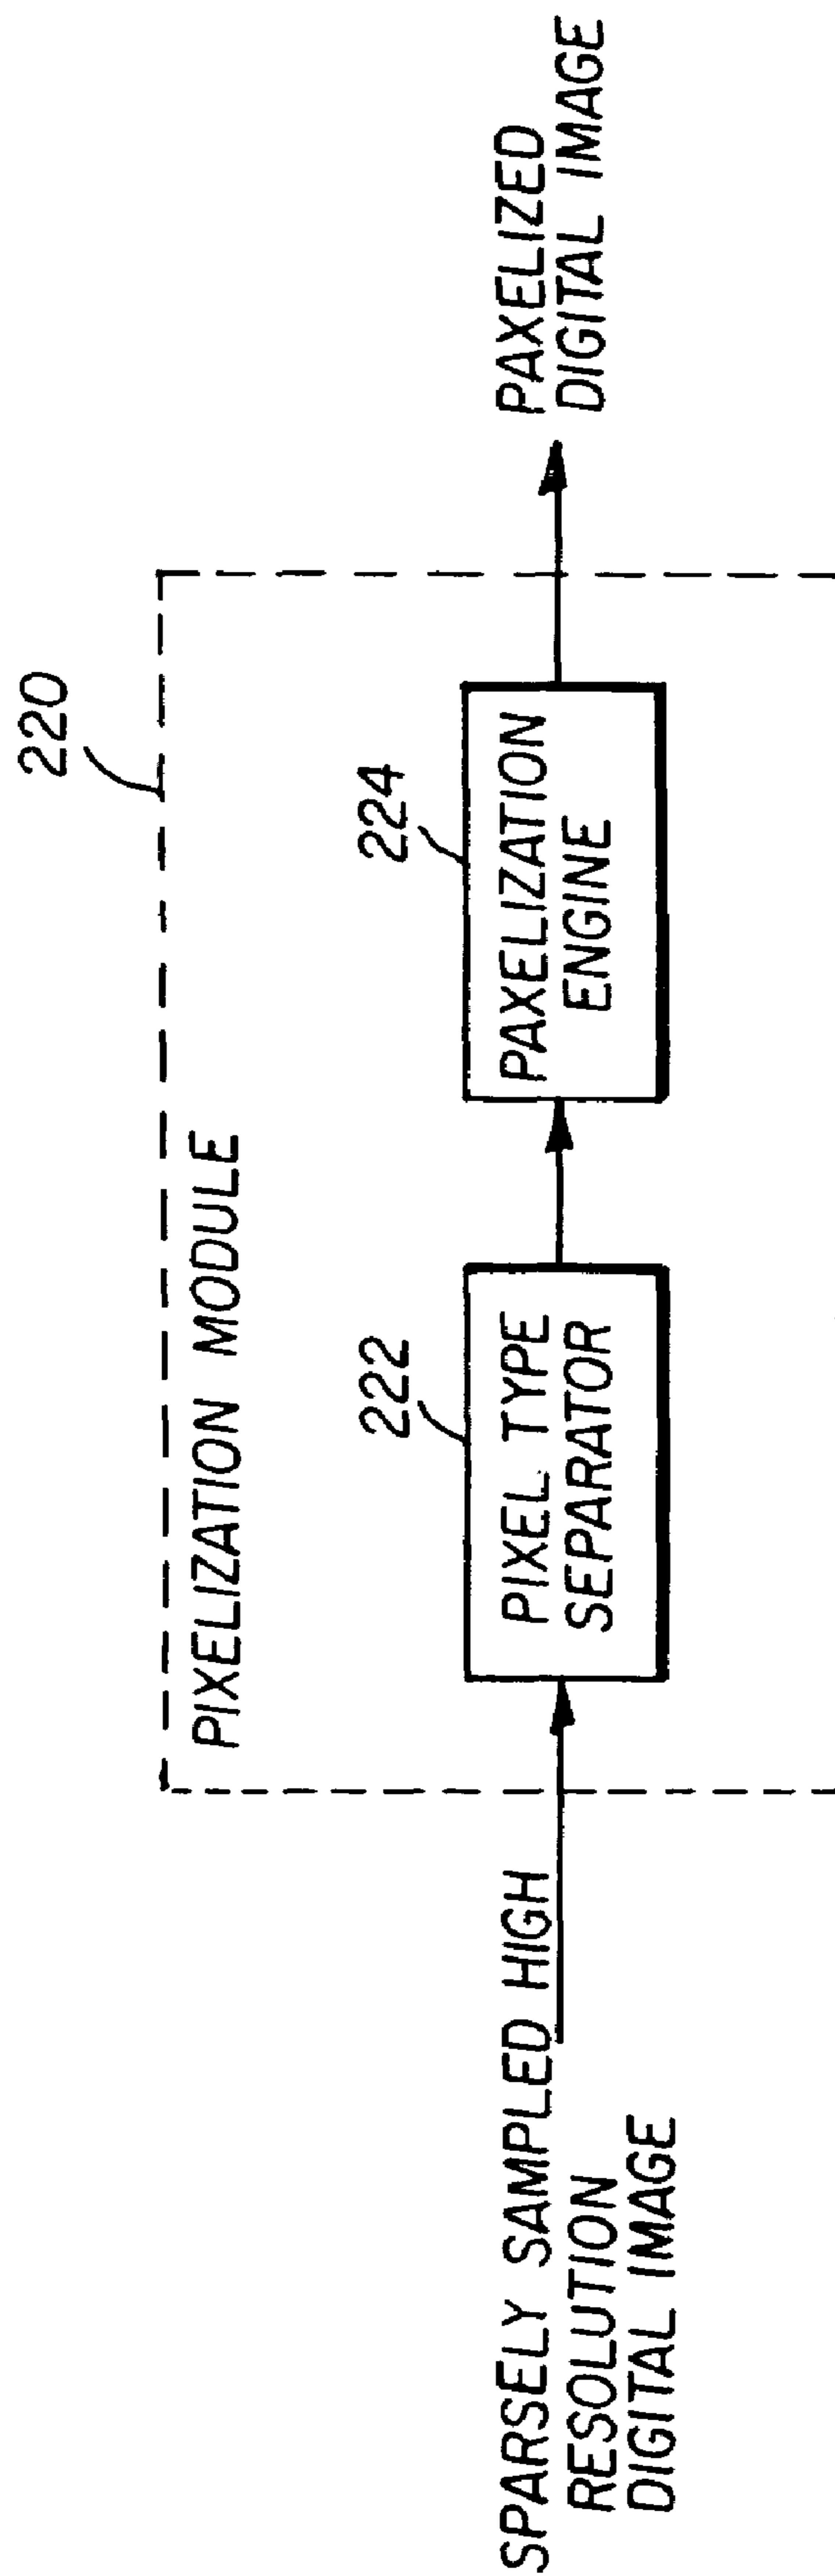 220
PIXELIZATION MODULE
SPARSELY SAMPLED HIGH
RESOLUTION
DIGITAL IMAGE
222
PIXEL TYPE
SEPARATOR
224
PAXELIZATION
ENGINE
PAXELIZED
DIGITAL IMAGE